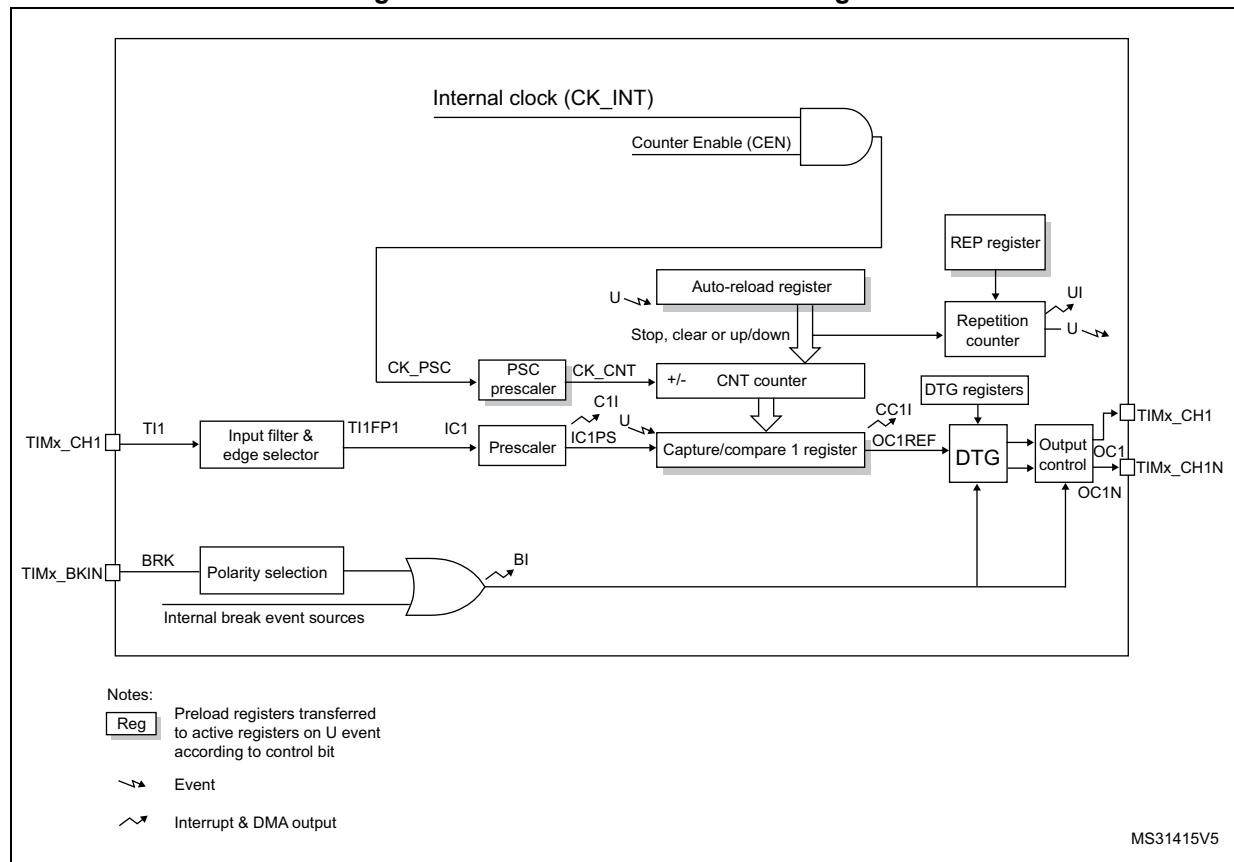 Internal clock (CK_INT)
Counter Enable (CEN)
REP register
Auto-reload register
U
UI
Repetition
counter
U
Stop, clear or up/down
CK_PSC
PSC
prescaler
CK_CNT
+/-
CNT counter
DTG registers
C1I
U
CC1I
TIMx_CH1
TI1
Input filter &
edge selector
TI1FP1
IC1
Prescaler
IC1PS
Capture/compare 1 register
OC1REF
DTG
Output
control
OC1
TIMx_CH1
TIMx_CH1N
OC1N
TIMx_BKIN
BRK
Polarity selection
BI
Internal break event sources
Notes:
Reg
Preload registers transferred
to active registers on U event
according to control bit
Event
Interrupt & DMA output
MS31415V5